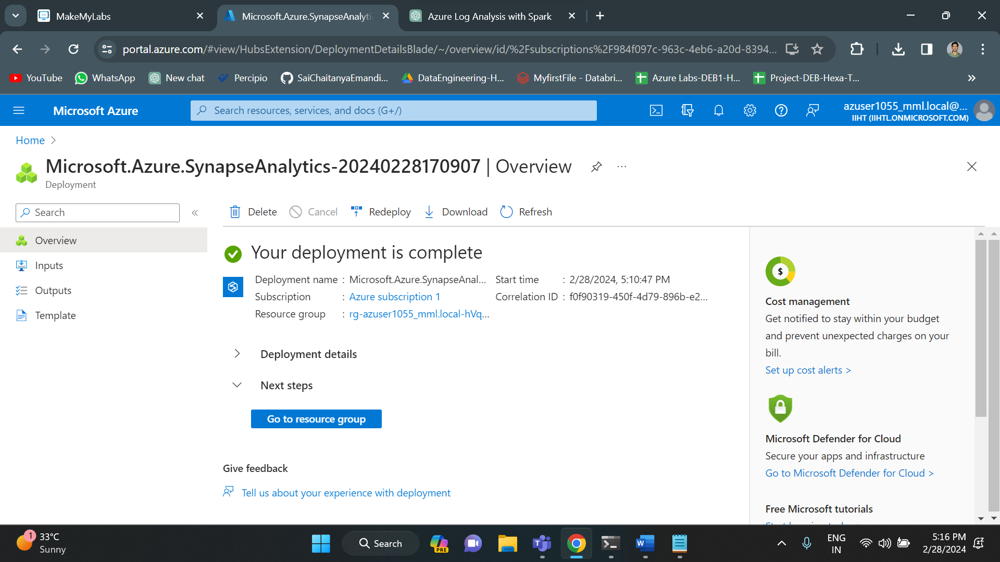 MakeMyLabs
Microsoft.Azure.SynapseAnalyti
Azure Log Analysis with Spark
portal.azure.com/#view/HubsExtension/DeploymentDetailsBlade/~/overview/id/%2Fsubscriptions%2F984f097c-963c-4eb6-a20d-8394...
YouTube
WhatsApp
New chat
Percipio
SaiChaitanyaEmandi...
DataEngineering-H...
MyfirstFile - Databri...
Azure Labs-DEB1-H...
Project-DEB-Hexa-T...
Microsoft Azure
Search resources, services, and docs (G+/)
azuser1055_mml.local@...
IIHT (IIHTL.ONMICROSOFT.COM)
Home
Microsoft.Azure.SynapseAnalytics-20240228170907 | Overview
Deployment
Search
Delete
Cancel
Redeploy
Download
Refresh
Overview
Inputs
Outputs
Template
Your deployment is complete
Deployment name : Microsoft.Azure.SynapseAnal...
Subscription : Azure subscription 1
Resource group : rg-azuser1055_mml.local-hVq...
Start time : 2/28/2024, 5:10:47 PM
Correlation ID : f0f90319-450f-4d79-896b-e2...
Deployment details
Next steps
Go to resource group
Give feedback
Tell us about your experience with deployment
$
Cost management
Get notified to stay within your budget
and prevent unexpected charges on your
bill.
Set up cost alerts >
Microsoft Defender for Cloud
Secure your apps and infrastructure
Go to Microsoft Defender for Cloud >
Free Microsoft tutorials
1
33°C
Sunny
Search
PRE
ENG
IN
5:16 PM
2/28/2024